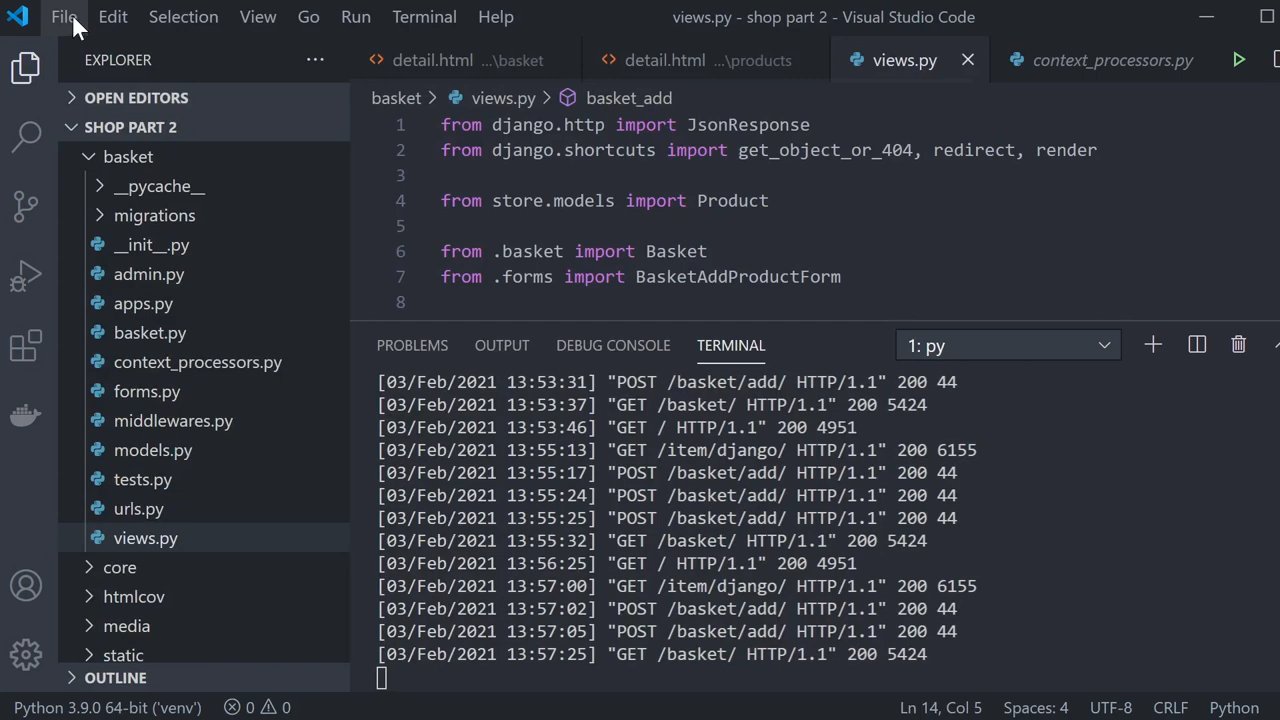 File Edit Selection View Go Run Terminal Help views.py - shop part 2 - Visual Studio Code
EXPLORER ...
OPEN EDITORS
SHOP PART 2
basket
__pycache__
migrations
__init__.py
admin.py
apps.py
basket.py
context_processors.py
forms.py
middlewares.py
models.py
tests.py
urls.py
views.py
core
htmlcov
media
static
OUTLINE
detail.html ...\basket detail.html ...\products views.py context_processors.py
basket > views.py > basket_add
1 from django.http import JsonResponse
2 from django.shortcuts import get_object_or_404, redirect, render
3
4 from store.models import Product
5
6 from .basket import Basket
7 from .forms import BasketAddProductForm
8
PROBLEMS OUTPUT DEBUG CONSOLE TERMINAL 1: py
[03/Feb/2021 13:53:31] "POST /basket/add/ HTTP/1.1" 200 44
[03/Feb/2021 13:53:37] "GET /basket/ HTTP/1.1" 200 5424
[03/Feb/2021 13:53:46] "GET / HTTP/1.1" 200 4951
[03/Feb/2021 13:55:13] "GET /item/django/ HTTP/1.1" 200 6155
[03/Feb/2021 13:55:17] "POST /basket/add/ HTTP/1.1" 200 44
[03/Feb/2021 13:55:24] "POST /basket/add/ HTTP/1.1" 200 44
[03/Feb/2021 13:55:25] "POST /basket/add/ HTTP/1.1" 200 44
[03/Feb/2021 13:55:32] "GET /basket/ HTTP/1.1" 200 5424
[03/Feb/2021 13:56:25] "GET / HTTP/1.1" 200 4951
[03/Feb/2021 13:57:00] "GET /item/django/ HTTP/1.1" 200 6155
[03/Feb/2021 13:57:02] "POST /basket/add/ HTTP/1.1" 200 44
[03/Feb/2021 13:57:05] "POST /basket/add/ HTTP/1.1" 200 44
[03/Feb/2021 13:57:25] "GET /basket/ HTTP/1.1" 200 5424
Python 3.9.0 64-bit ('venv') 0 0 Ln 14, Col 5 Spaces: 4 UTF-8 CRLF Python